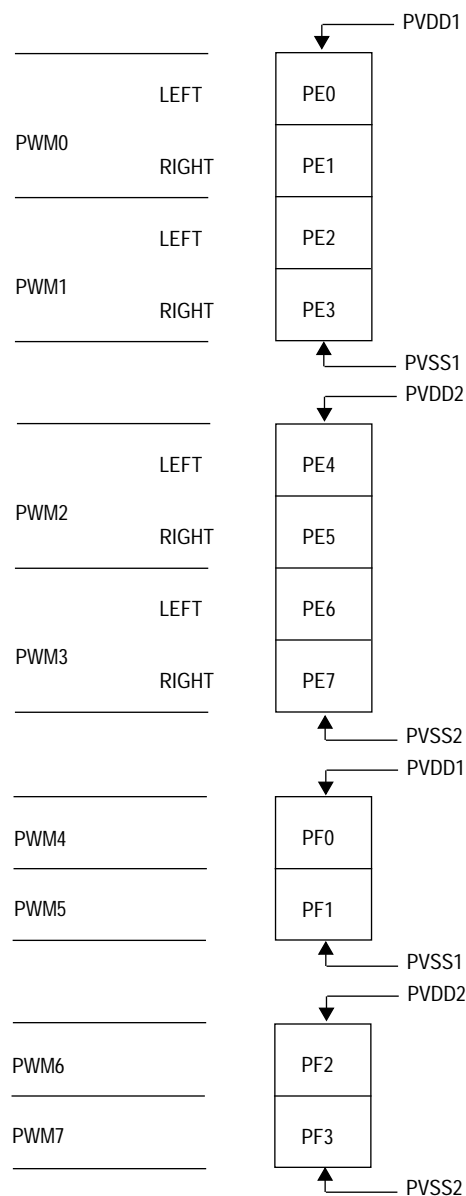 PVDD1
LEFT PE0
PWM0
RIGHT PE1
LEFT PE2
PWM1
RIGHT PE3
PVSS1
PVDD2
LEFT PE4
PWM2
RIGHT PE5
LEFT PE6
PWM3
RIGHT PE7
PVSS2
PVDD1
PWM4 PF0
PWM5 PF1
PVSS1
PVDD2
PWM6 PF2
PWM7 PF3
PVSS2